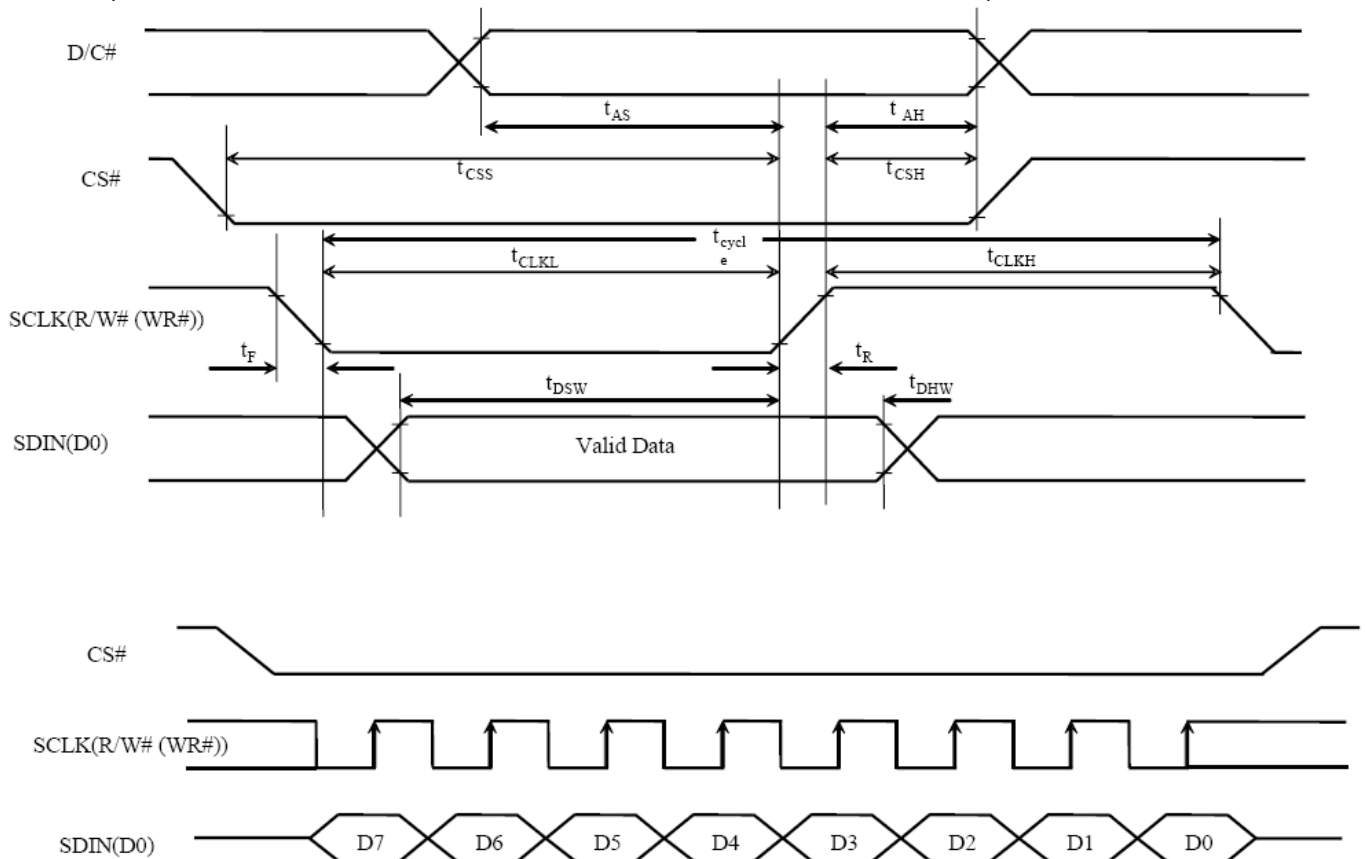 D/C#
tAS
t AH
CS#
tCSS
tCSH
tcycl
e
tCLKL
tCLKH
SCLK(R/W# (WR#))
tF
tR
tDSW
tDHW
SDIN(D0)
Valid Data
CS#
SCLK(R/W# (WR#))
SDIN(D0)
D7 D6 D5 D4 D3 D2 D1 D0